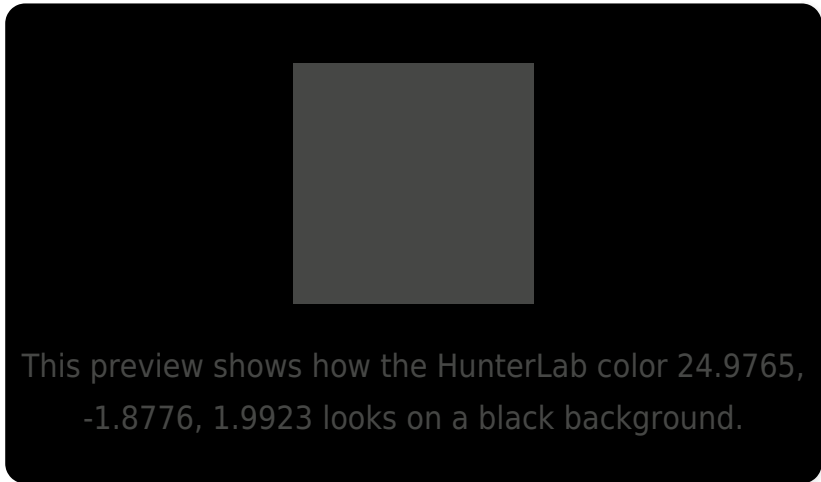 This preview shows how the HunterLab color 24.9765,
-1.8776, 1.9923 looks on a black background.